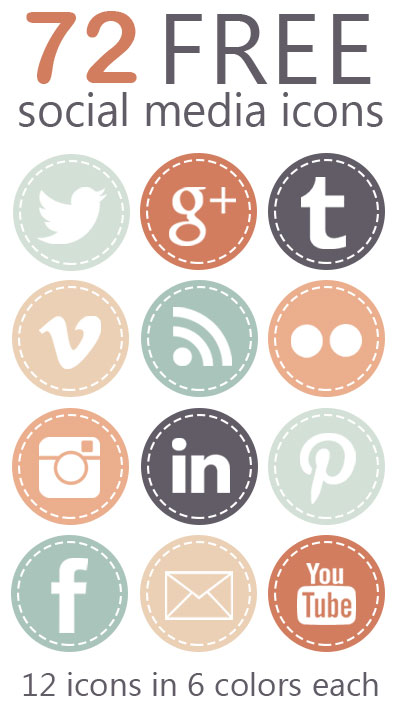 72 FREE
social media icons
g+ t
v
in
f
You
Tube
12 icons in 6 colors each